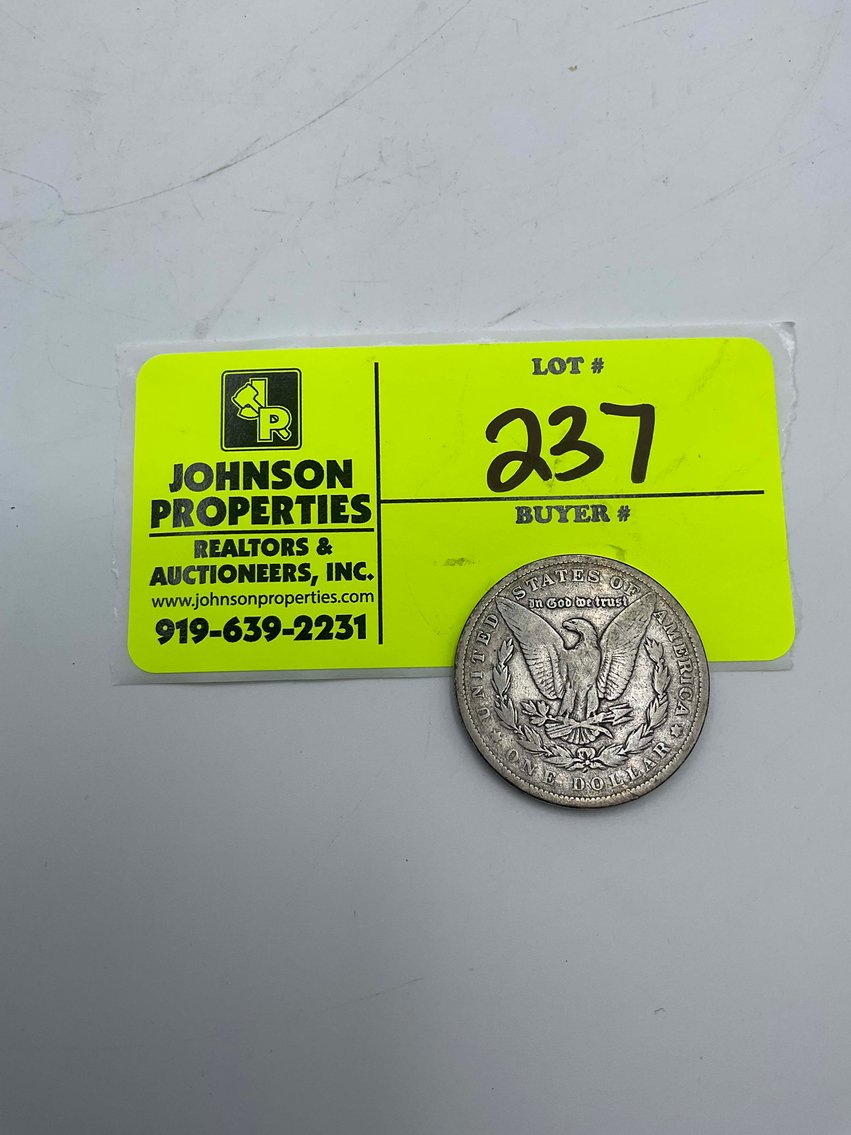 JP
JOHNSON
PROPERTIES
REALTORS &
AUCTIONEERS, INC.
www.johnsonproperties.com
919-639-2231
LOT #
237
BUYER #
UNITED STATES OF AMERICA
In God we trust
ONE DOLLAR